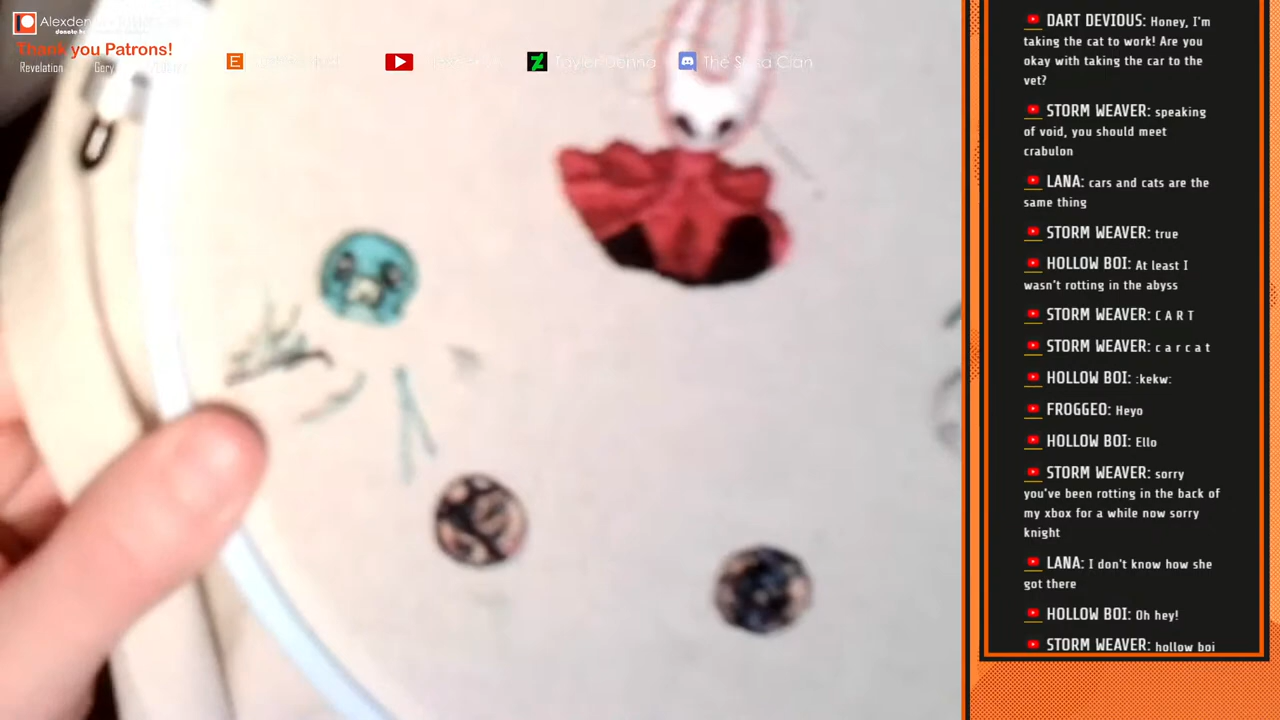 Thank you Patrons!
Revelation
Gery
DART DEVIOUS: Honey, I'm
taking the cat to work! Are you
okay with taking the car to the
vet?
STORM WEAVER: speaking
of void, you should meet
crabulon
LANA: cars and cats are the
same thing
STORM WEAVER: true
HOLLOW BOI: At least I
wasn't rotting in the abyss
STORM WEAVER: C A R T
STORM WEAVER: c a r c a t
HOLLOW BOI: :kekw:
FROGGEO: Heyo
HOLLOW BOI: Ello
STORM WEAVER: sorry
you've been rotting in the back of
my xbox for a while now sorry
knight
LANA: I don't know how she
got there
HOLLOW BOI: Oh hey!
STORM WEAVER: hollow boi